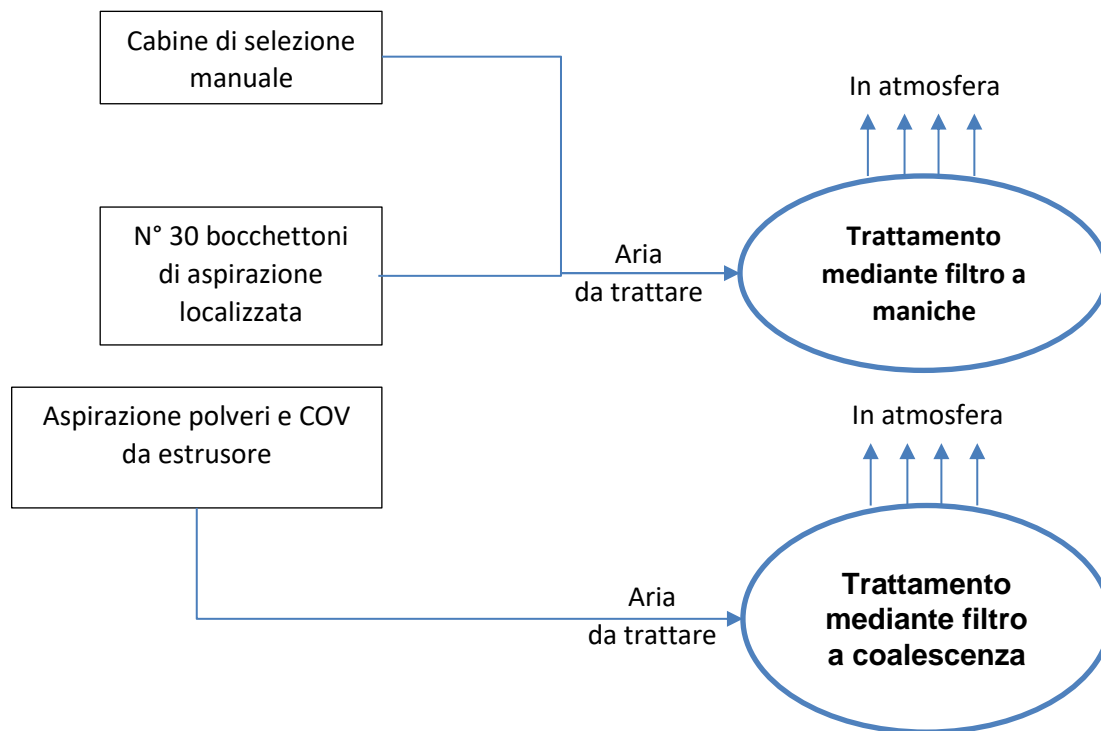 Cabine di selezione
manuale
In atmosfera
N° 30 bocchettoni
di aspirazione
localizzata
Aria
da trattare
Trattamento
mediante filtro a
maniche
Aspirazione polveri e COV
da estrusore
In atmosfera
Aria
da trattare
Trattamento
mediante filtro
a coalescenza